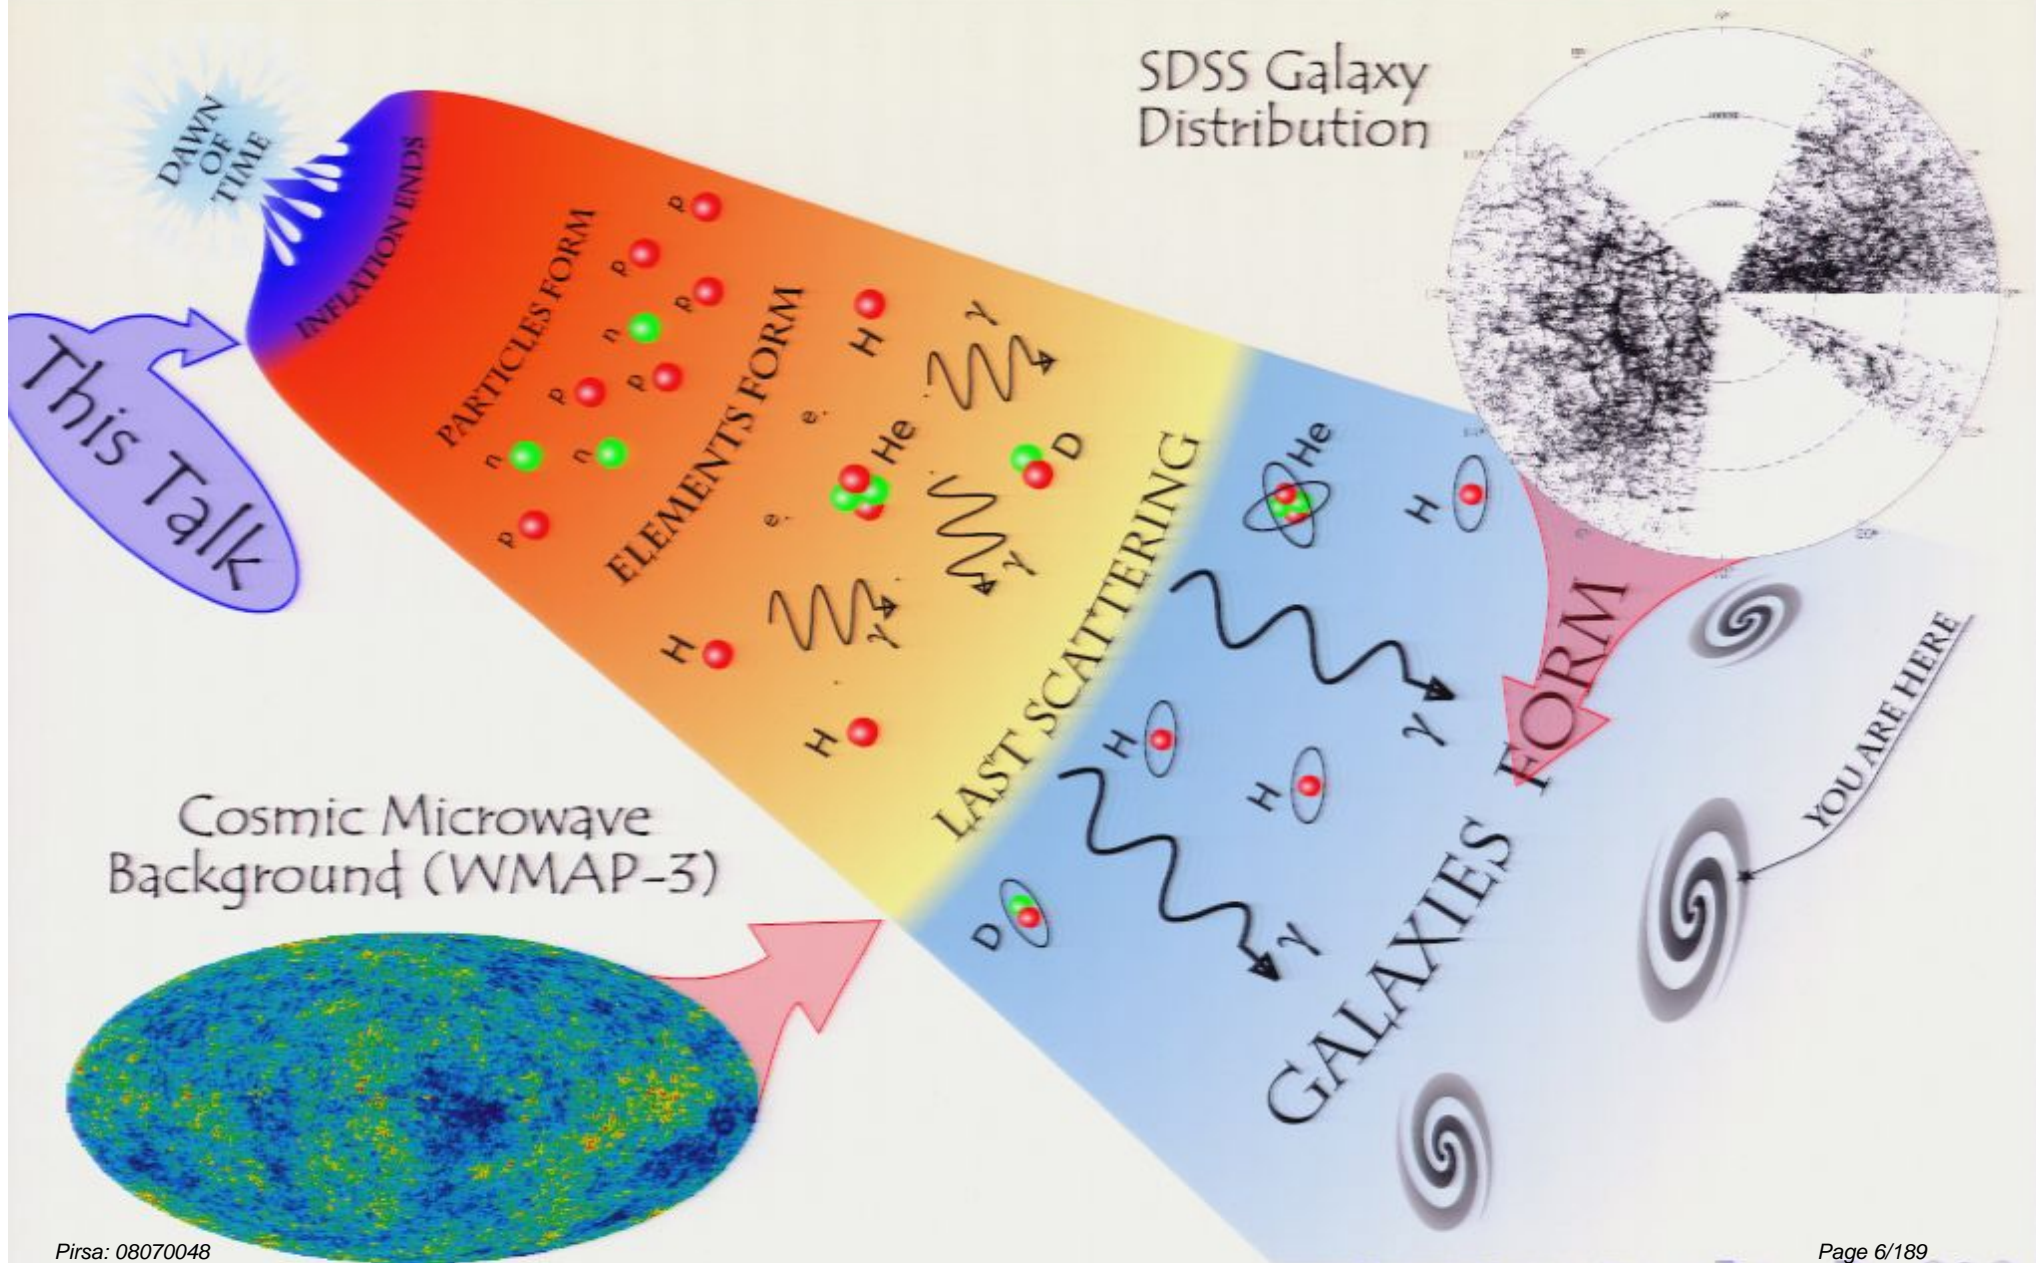 SDSS Galaxy
Distribution
DAWN
OF
TIME
INFLATION ENDS
This Talk
PARTICLES FORM
p
p
p
n
p
p
n
n
p
ELEMENTS FORM
H
γ
e
He
D
e
γ
γ
H
H
LAST SCATTERING
He
H
γ
H
H
D
γ
GALAXIES FORM
YOU ARE HERE
Cosmic Microwave
Background (WMAP-3)
Pirsa: 08070048
Page 6/189